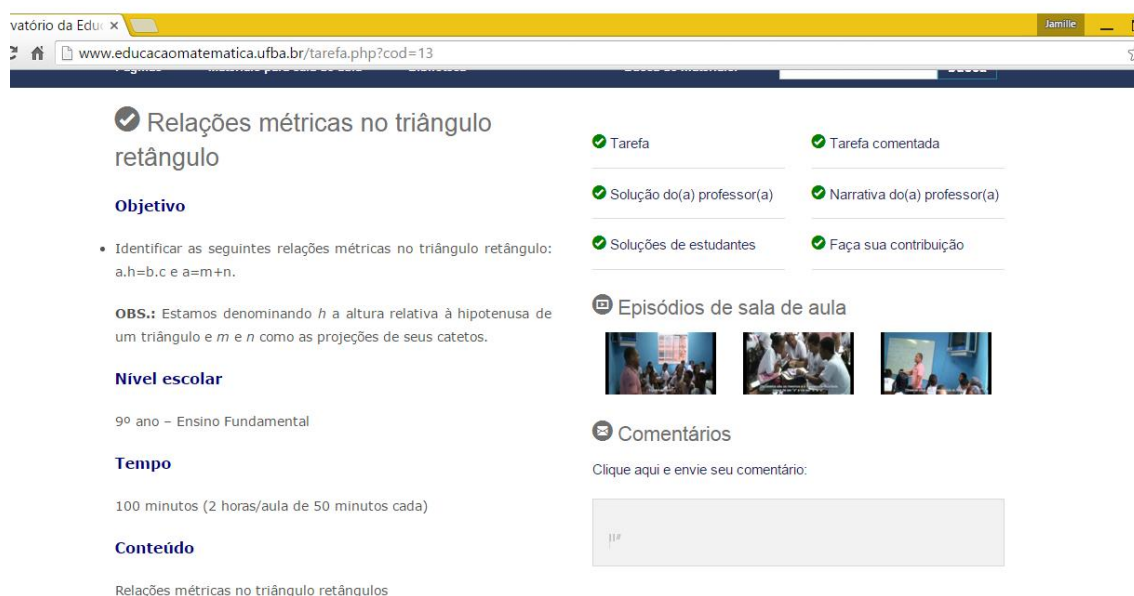 vatório da Educ
Jamille
www.educacaomatematica.ufba.br/tarefa.php?cod=13
Relações métricas no triângulo
retângulo
Objetivo
• Identificar as seguintes relações métricas no triângulo retângulo:
a.h=b.c e a=m+n.
OBS.: Estamos denominando h a altura relativa à hipotenusa de
um triângulo e m e n como as projeções de seus catetos.
Nível escolar
9º ano – Ensino Fundamental
Tempo
100 minutos (2 horas/aula de 50 minutos cada)
Conteúdo
Relações métricas no triângulo retângulos
Tarefa
Tarefa comentada
Solução do(a) professor(a)
Narrativa do(a) professor(a)
Soluções de estudantes
Faça sua contribuição
Episódios de sala de aula
Comentários
Clique aqui e envie seu comentário: